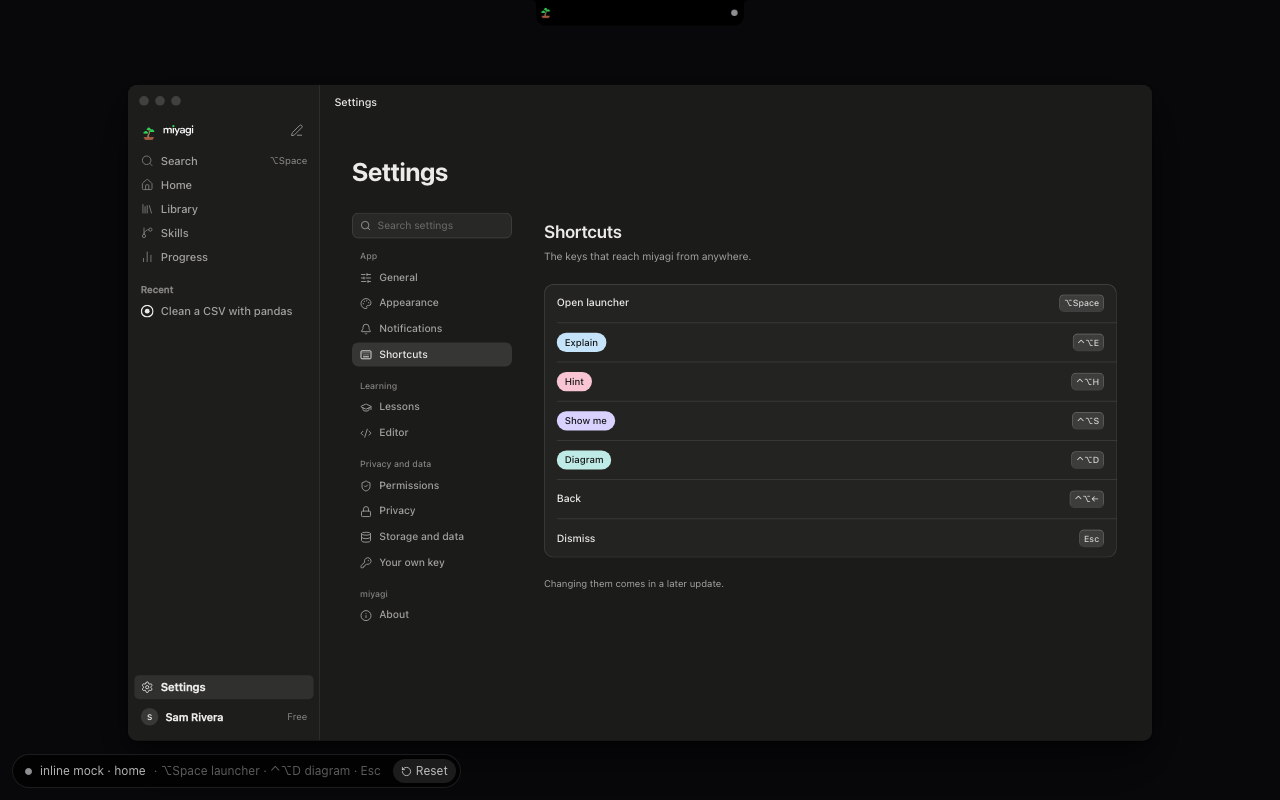 Settings
miyagi
Search ⌥Space
Home
Library
Skills
Progress
Recent
Clean a CSV with pandas
Settings
S Sam Rivera Free
Settings
Search settings
App
General
Appearance
Notifications
Shortcuts
Learning
Lessons
Editor
Privacy and data
Permissions
Privacy
Storage and data
Your own key
miyagi
About
Shortcuts
The keys that reach miyagi from anywhere.
Open launcher ⌥Space
Explain ^⌥E
Hint ^⌥H
Show me ^⌥S
Diagram ^⌥D
Back ^⌥←
Dismiss Esc
Changing them comes in a later update.
inline mock · home · ⌥Space launcher · ^⌥D diagram · Esc Reset